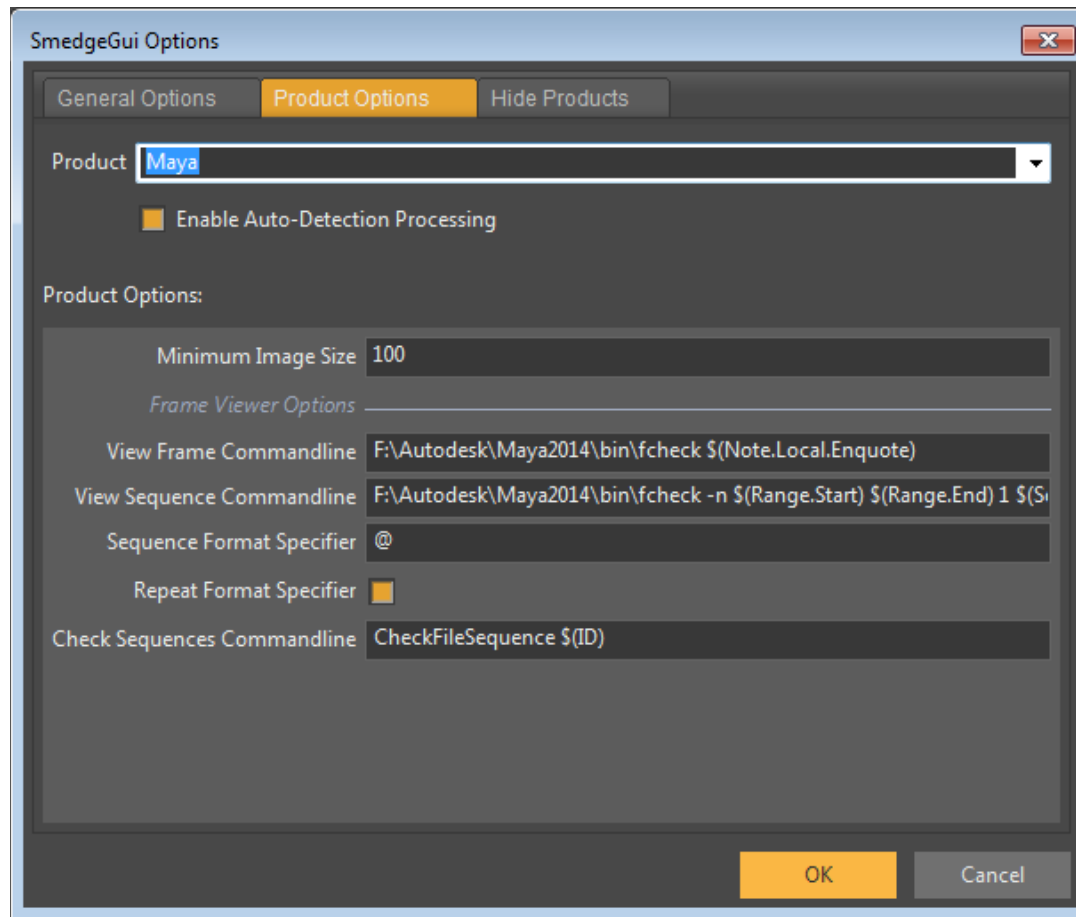 SmedgeGui Options
General Options Product Options Hide Products
Product Maya
Enable Auto-Detection Processing
Product Options:
Minimum Image Size 100
Frame Viewer Options
View Frame Commandline F:\Autodesk\Maya2014\bin\fcheck $(Note.Local.Enquote)
View Sequence Commandline F:\Autodesk\Maya2014\bin\fcheck -n $(Range.Start) $(Range.End) 1
Sequence Format Specifier @
Repeat Format Specifier
Check Sequences Commandline CheckFileSequence $(ID)
OK Cancel